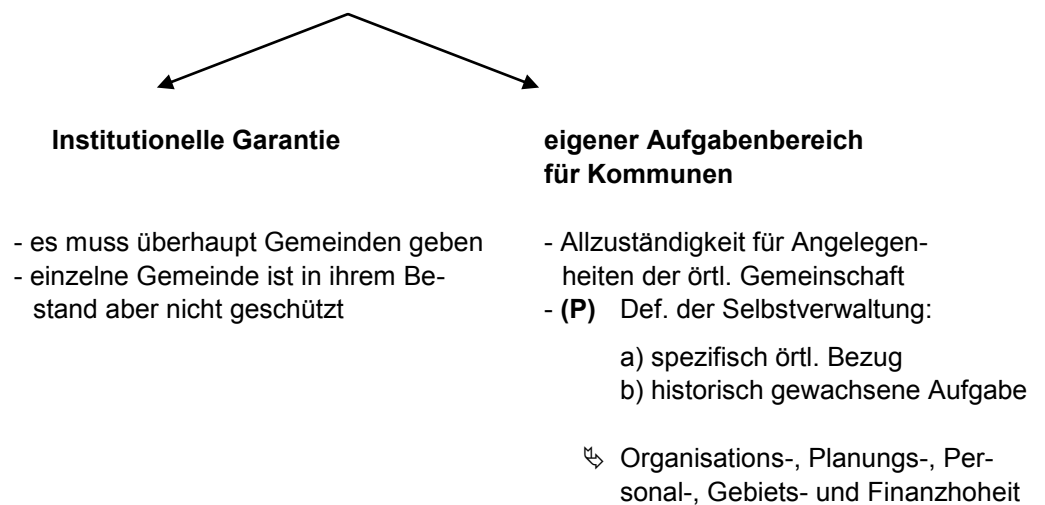 Institutionelle Garantie
- es muss überhaupt Gemeinden geben
- einzelne Gemeinde ist in ihrem Be-
stand aber nicht geschützt
eigener Aufgabenbereich
für Kommunen
- Allzuständigkeit für Angelegen-
heiten der örtl. Gemeinschaft
- (P) Def. der Selbstverwaltung:
a) spezifisch örtl. Bezug
b) historisch gewachsene Aufgabe
↳ Organisations-, Planungs-, Per-
sonal-, Gebiets- und Finanzhoheit